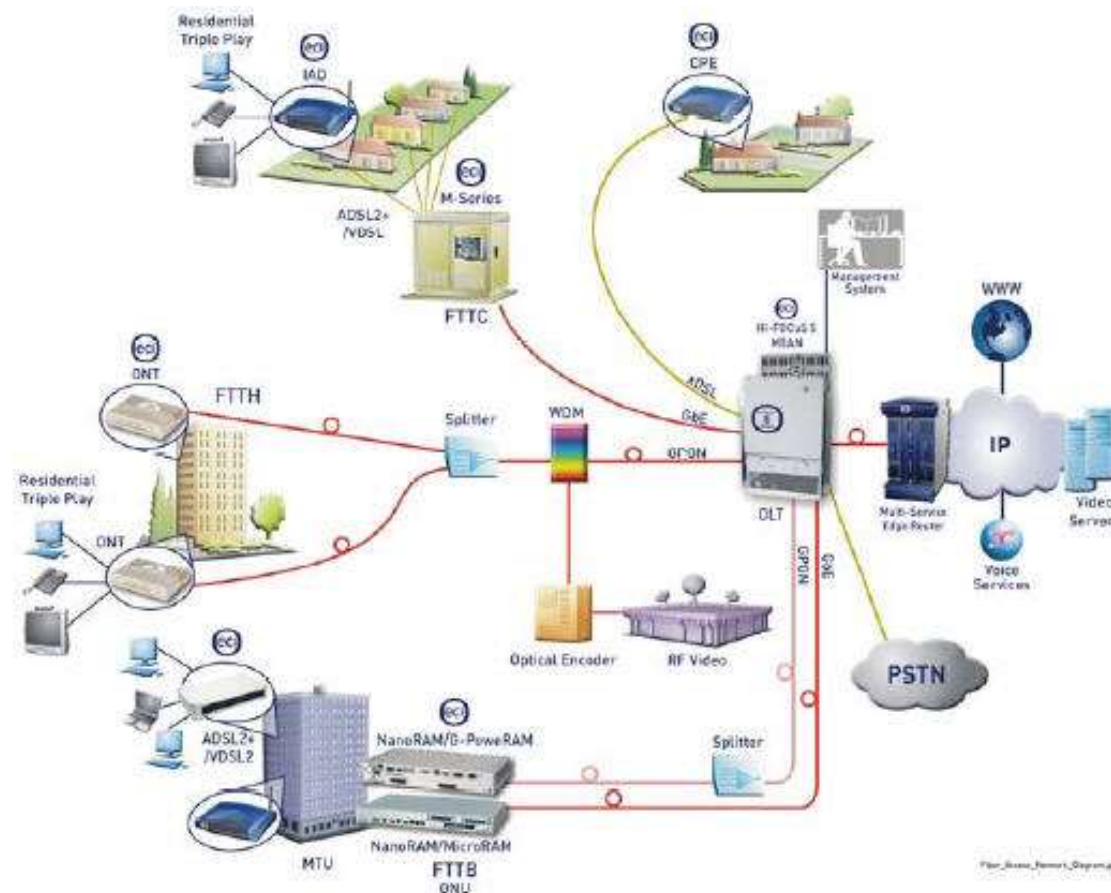 Residential
Triple Play
eci
IAD
eci
CPE
eci
M-Series
ADSL2+
/VDSL
FTTC
Management
System
WWW
eci
Hi-FOCuS 5
MSAN
eci
ONT
FTTH
Splitter
WDM
ADSL
GbE
GPON
IP
Residential
Triple Play
ONT
OLT
Multi-Service
Edge Router
Video
Server
Voice
Services
GPON
GbE
Optical Encoder
RF Video
PSTN
eci
ADSL2+
/VDSL2
eci
NanoRAM/G-PoweRAM
Splitter
NanoRAM/MicroRAM
MTU
FTTB
ONU
Fiber_Access_Network_Diagram